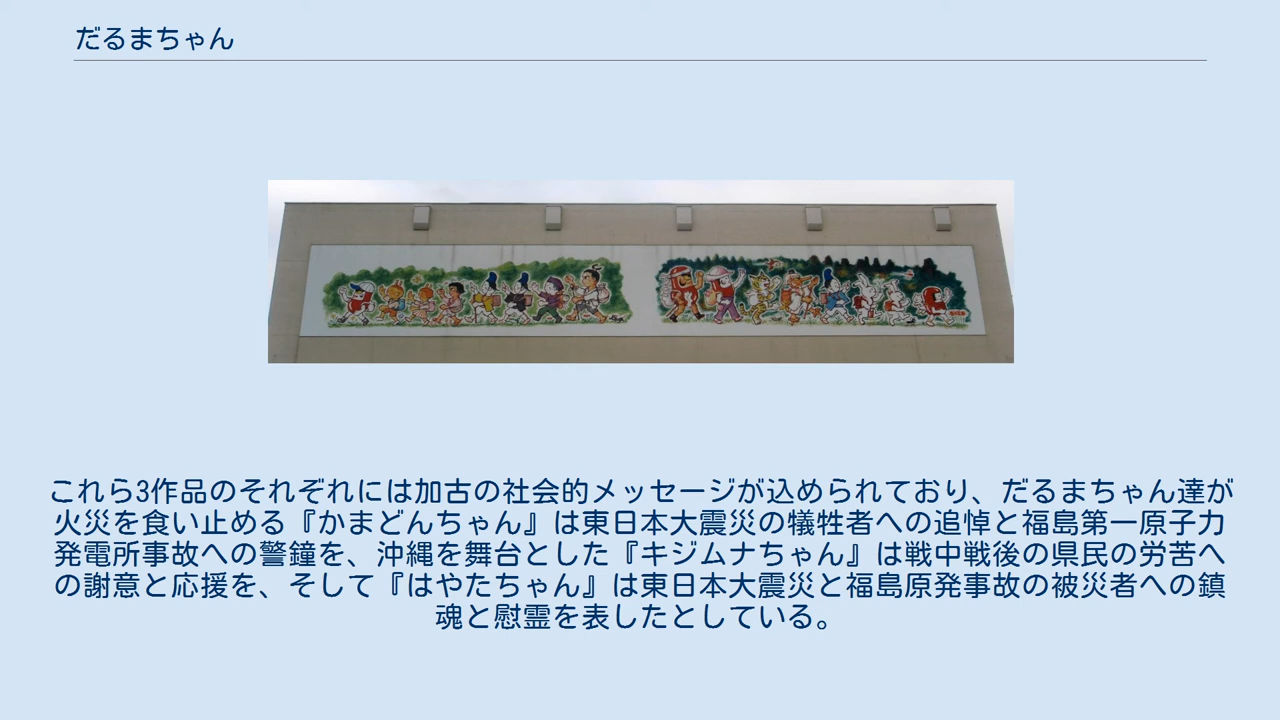 だるまちゃん
これら3作品のそれぞれには加古の社会的メッセージが込められており、だるまちゃん達が
火災を食い止める『かまどんちゃん』は東日本大震災の犠牲者への追悼と福島第一原子力
発電所事故への警鐘を、沖縄を舞台とした『キジムナちゃん』は戦中戦後の県民の労苦へ
の謝意と応援を、そして『はやたちゃん』は東日本大震災と福島原発事故の被災者への鎮
魂と慰霊を表したとしている。